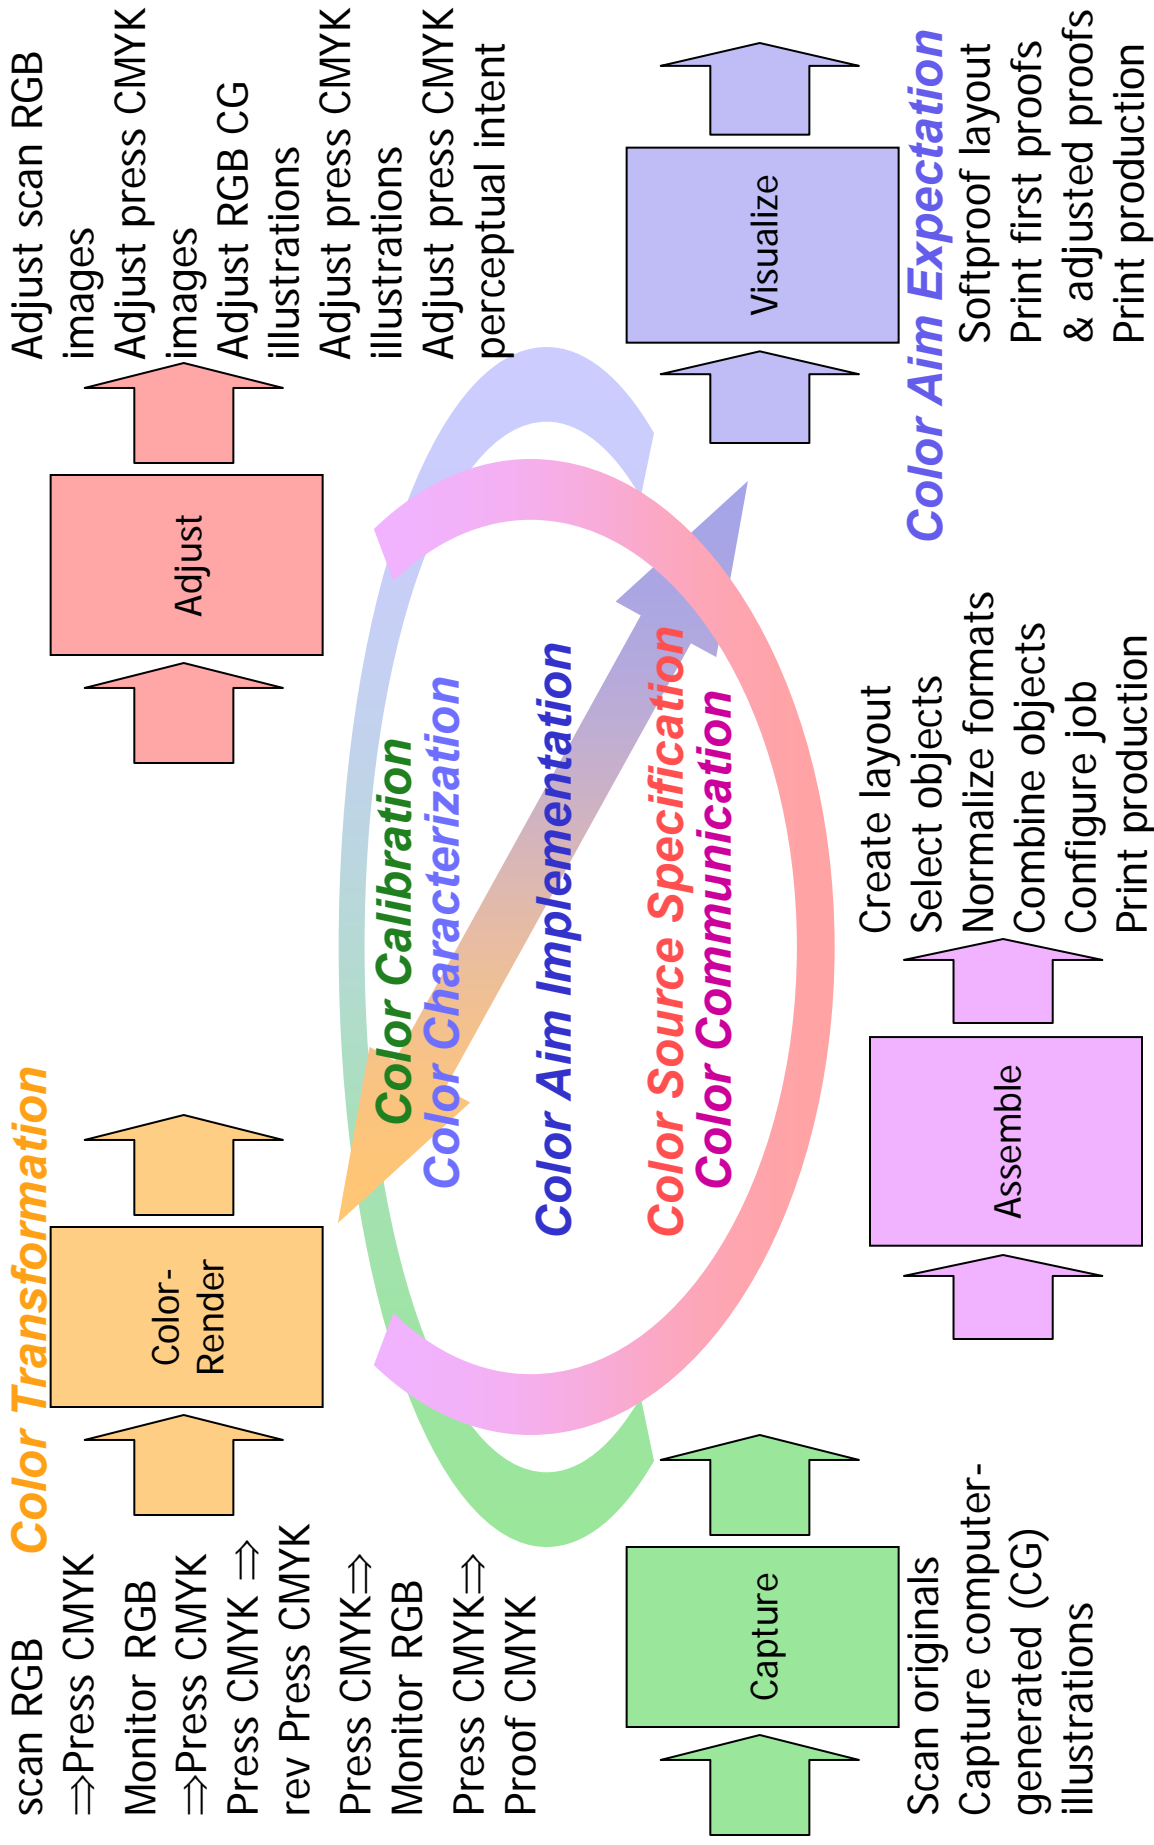 Color Transformation
scan RGB
⇒Press CMYK
Monitor RGB
⇒Press CMYK
Press CMYK ⇒
rev Press CMYK
Press CMYK⇒
Monitor RGB
Press CMYK⇒
Proof CMYK
Color-
Render
Adjust
Adjust scan RGB
images
Adjust press CMYK
images
Adjust RGB CG
illustrations
Adjust press CMYK
illustrations
Adjust press CMYK
perceptual intent
Color Calibration
Color Characterization
Color Aim Implementation
Color Source Specification
Color Communication
Capture
Scan originals
Capture computer-
generated (CG)
illustrations
Assemble
Create layout
Select objects
Normalize formats
Combine objects
Configure job
Print production
Visualize
Color Aim Expectation
Softproof layout
Print first proofs
& adjusted proofs
Print production